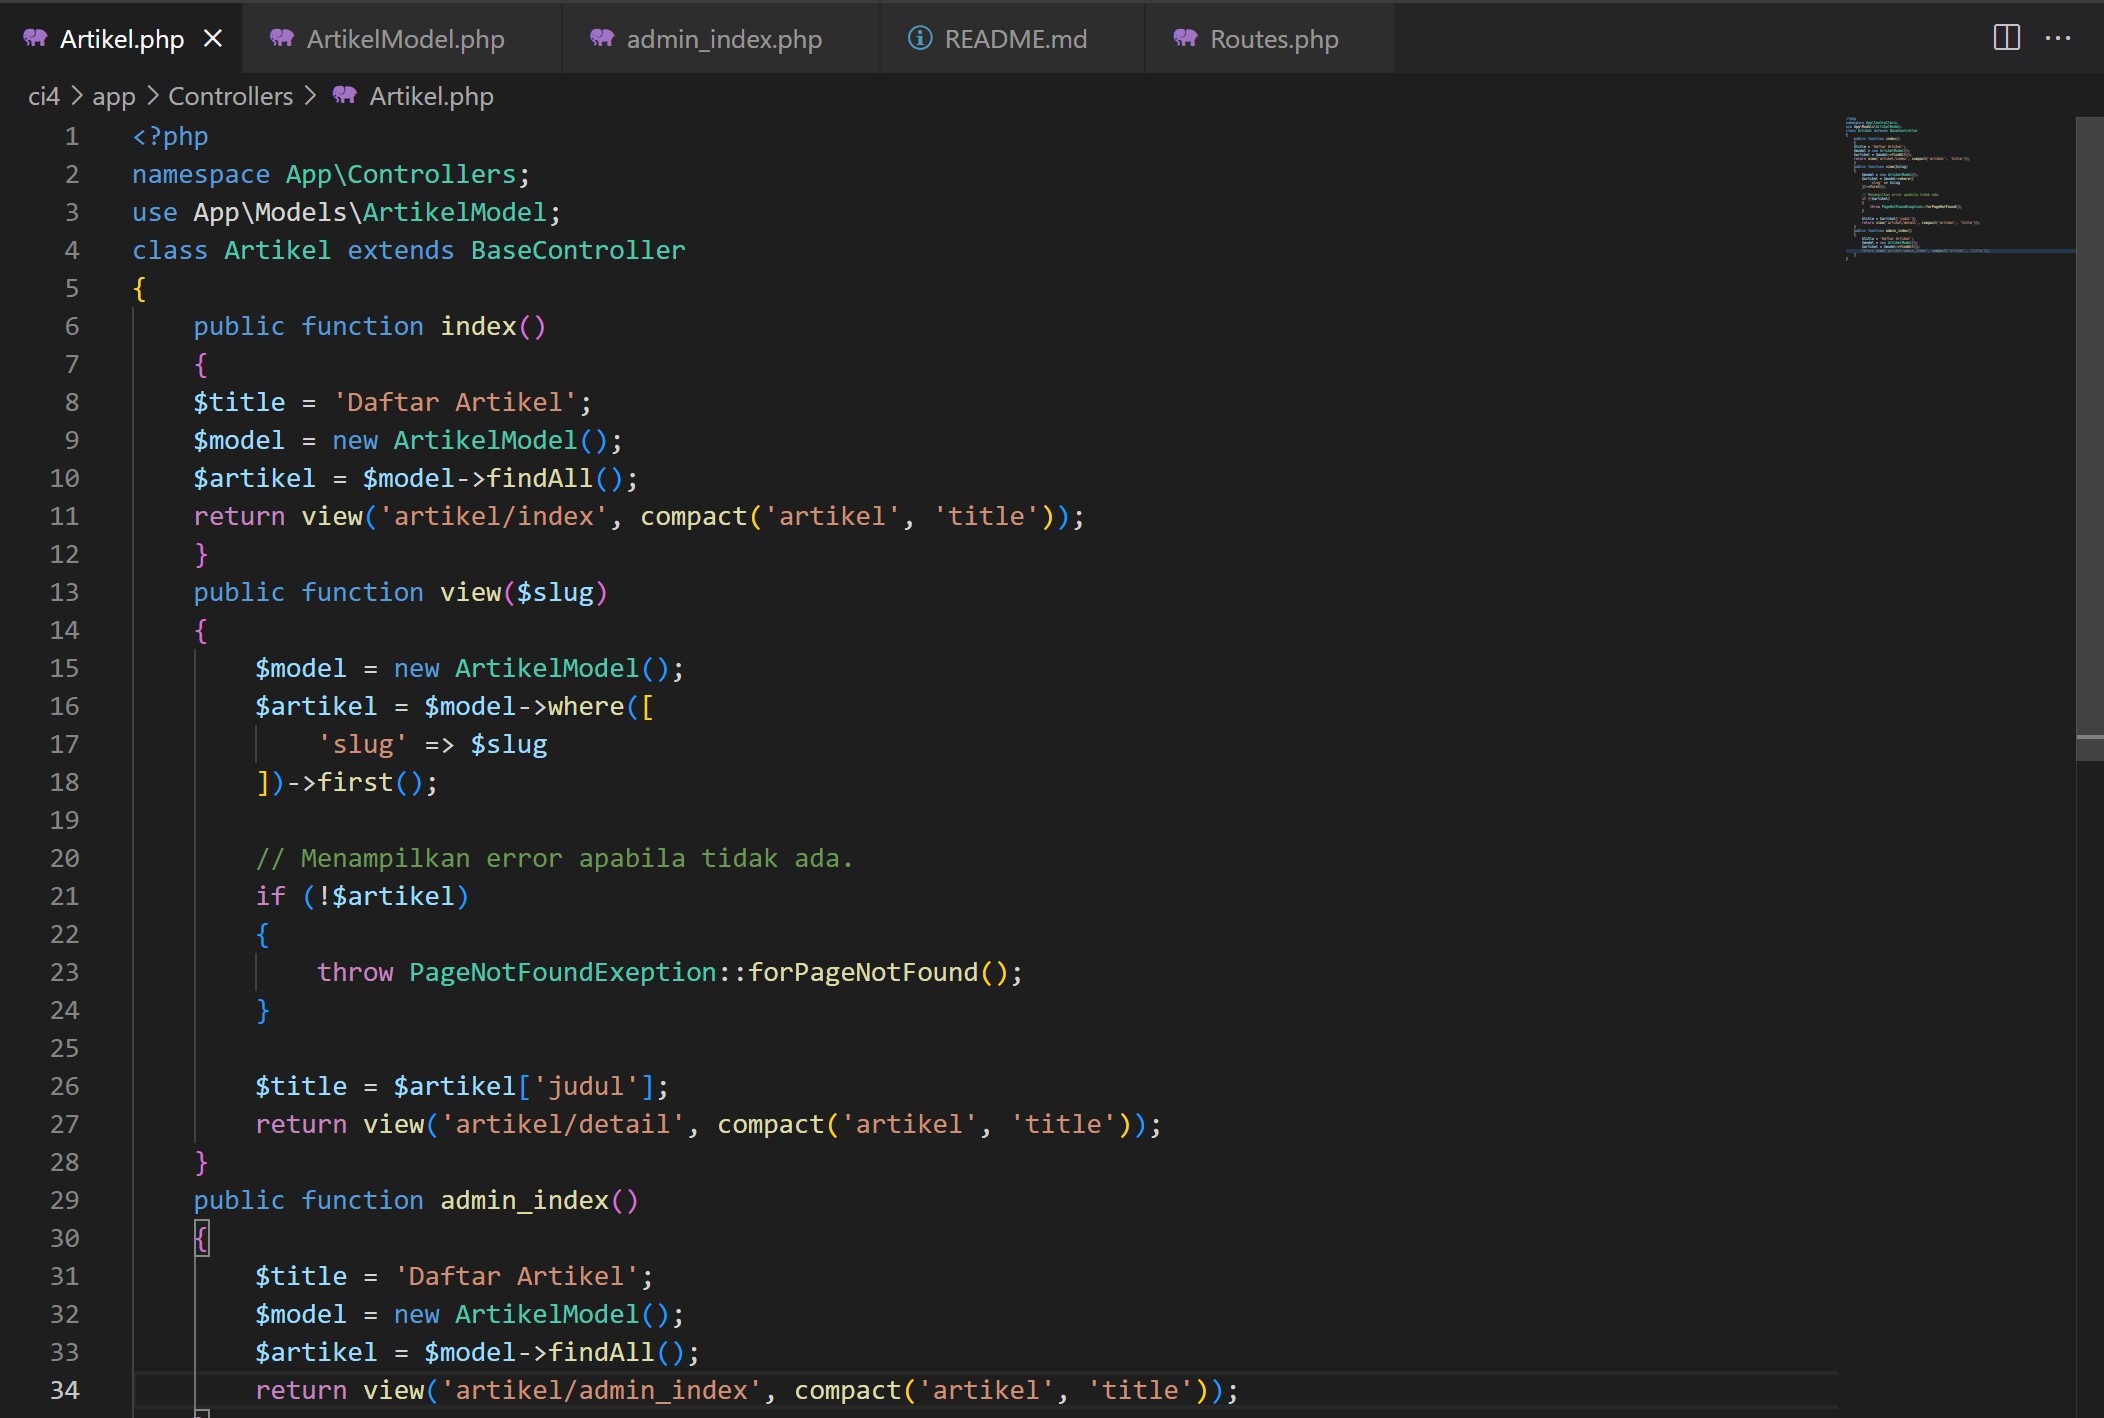 Artikel.php ArtikelModel.php admin_index.php README.md Routes.php
ci4 > app > Controllers > Artikel.php
1 <?php
2 namespace App\Controllers;
3 use App\Models\ArtikelModel;
4 class Artikel extends BaseController
5 {
6 public function index()
7 {
8 $title = 'Daftar Artikel';
9 $model = new ArtikelModel();
10 $artikel = $model->findAll();
11 return view('artikel/index', compact('artikel', 'title'));
12 }
13 public function view($slug)
14 {
15 $model = new ArtikelModel();
16 $artikel = $model->where([
17 'slug' => $slug
18 ])->first();
19
20 // Menampilkan error apabila tidak ada.
21 if (!$artikel)
22 {
23 throw PageNotFoundExeption::forPageNotFound();
24 }
25
26 $title = $artikel['judul'];
27 return view('artikel/detail', compact('artikel', 'title'));
28 }
29 public function admin_index()
30 {
31 $title = 'Daftar Artikel';
32 $model = new ArtikelModel();
33 $artikel = $model->findAll();
34 return view('artikel/admin_index', compact('artikel', 'title'));